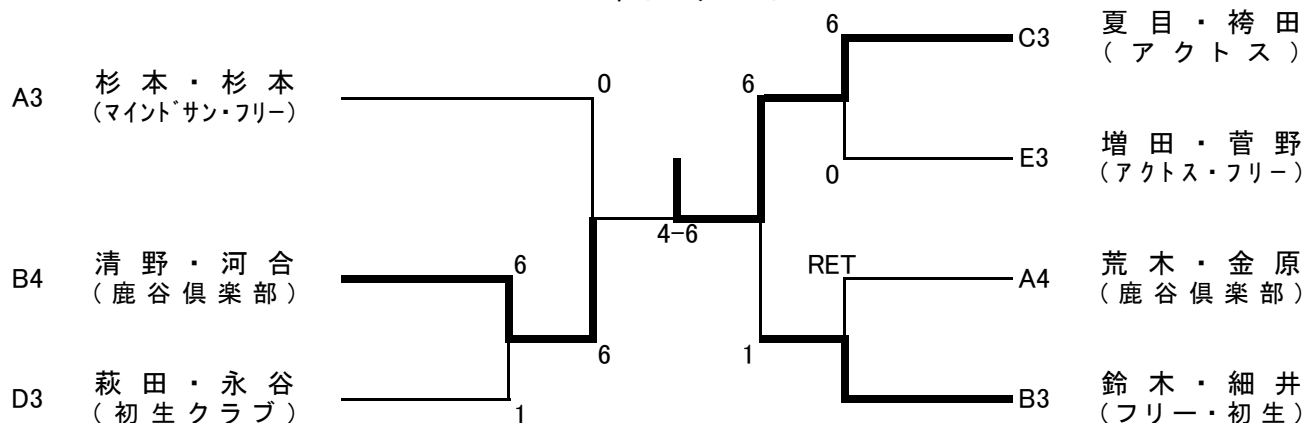 A3
杉本・杉本
(マインド゛サン・フリー)
0
B4
清野・河合
(鹿谷倶楽部)
6
6
D3
萩田・永谷
(初生クラブ)
1
4-6
6
6
C3
夏目・袴田
(アクトス)
0
E3
増田・菅野
(アクトス・フリー)
RET
A4
荒木・金原
(鹿谷倶楽部)
1
B3
鈴木・細井
(フリー・初生)